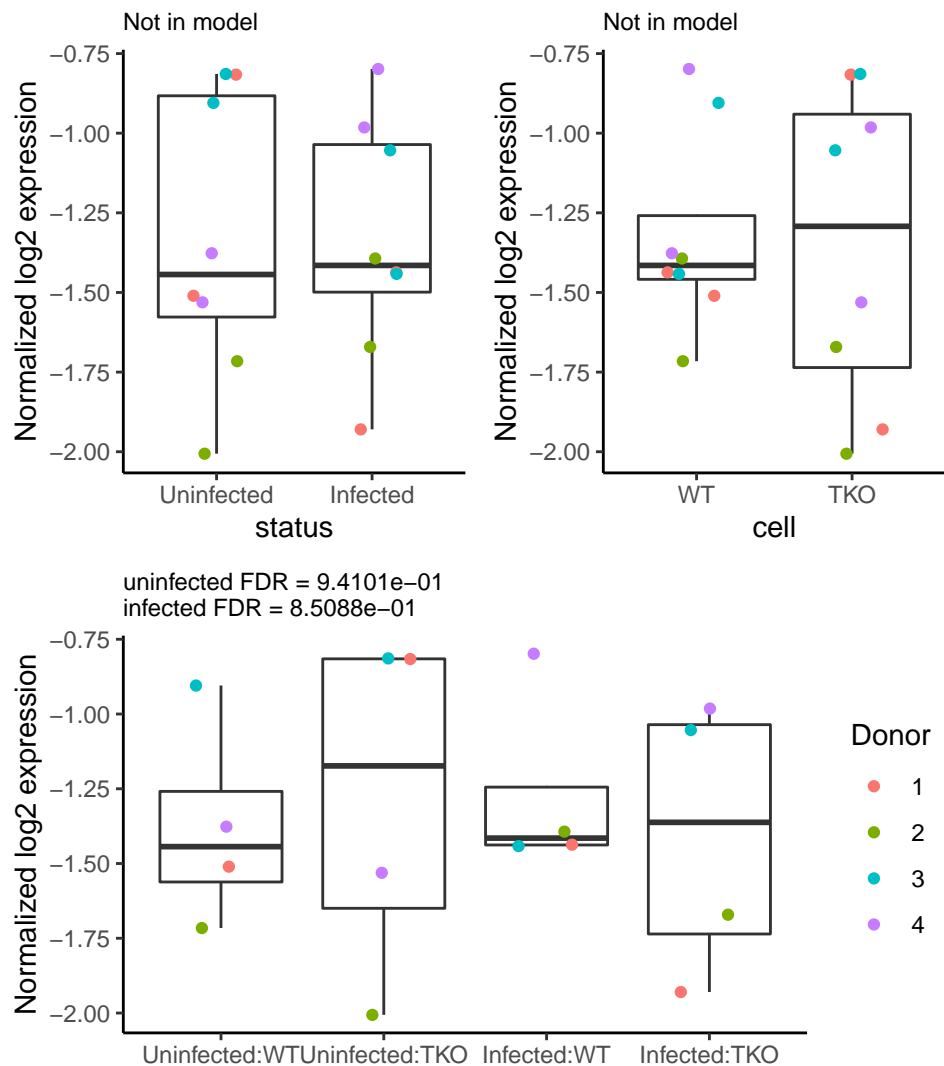 Not in model
Normalized log2 expression
−0.75
−1.00
−1.25
−1.50
−1.75
−2.00
Uninfected
Infected
status
Not in model
Normalized log2 expression
−0.75
−1.00
−1.25
−1.50
−1.75
−2.00
WT
TKO
cell
uninfected FDR = 9.4101e−01
infected FDR = 8.5088e−01
Normalized log2 expression
−0.75
−1.00
−1.25
−1.50
−1.75
−2.00
Uninfected:WT
Uninfected:TKO
Infected:WT
Infected:TKO
Donor
1
2
3
4